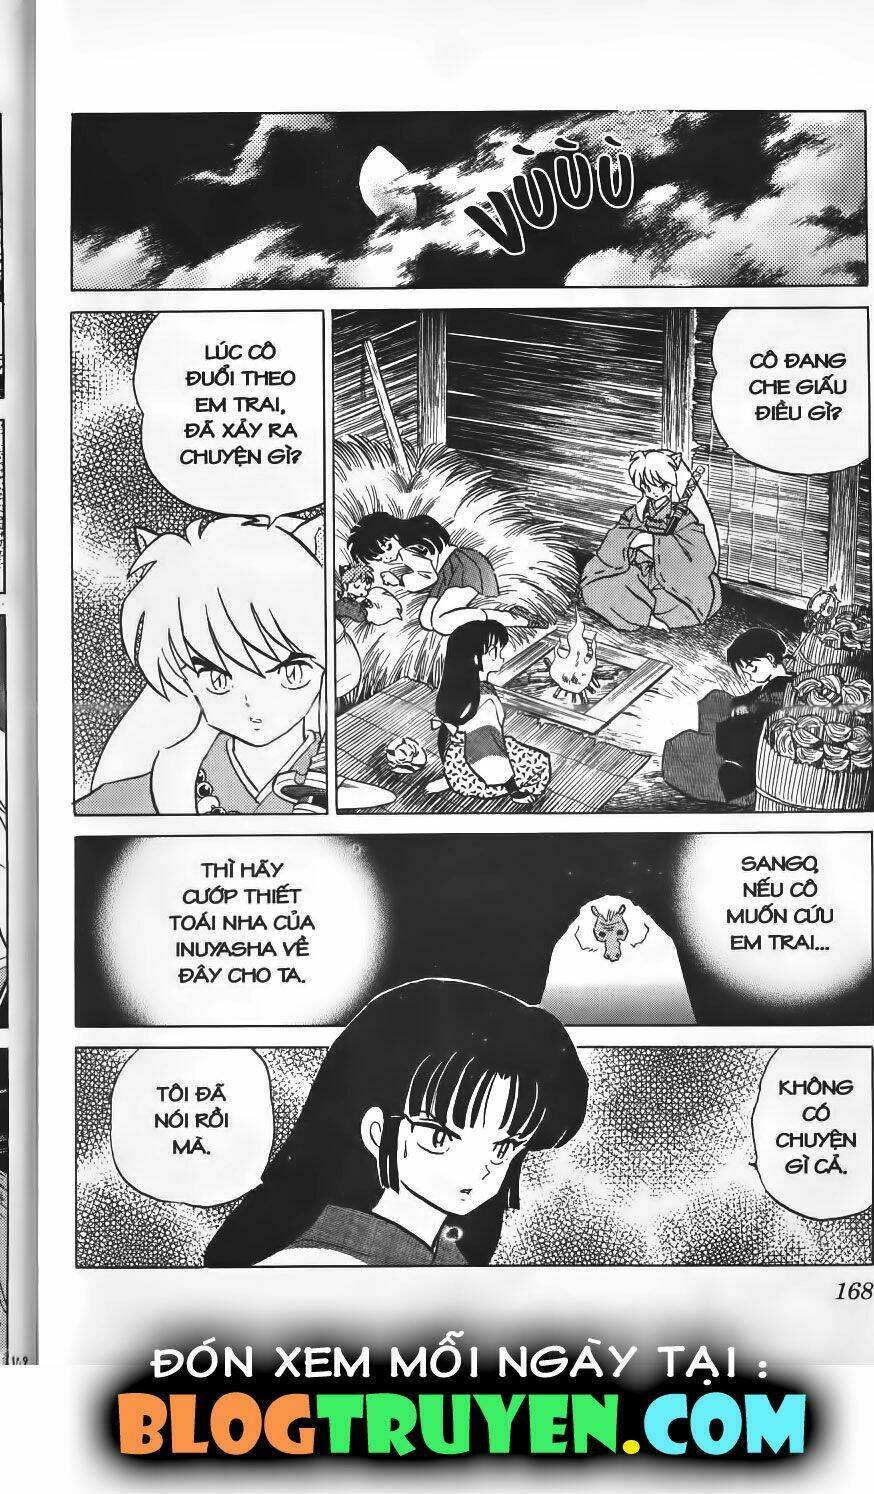 VÙÙÙ
CÔ ĐANG
CHE GIẤU
ĐIỀU GÌ?
LÚC CÔ
ĐUỔI THEO
EM TRAI,
ĐÃ XẢY RA
CHUYỆN GÌ?
SANGO,
NẾU CÔ
MUỐN CỨU
EM TRAI...
THÌ HÃY
CƯỚP THIẾT
TOÁI NHA CỦA
INUYASHA VỀ
ĐÂY CHO TA.
KHÔNG
CÓ
CHUYỆN
GÌ CẢ.
TÔI ĐÃ
NÓI RỒI
MÀ.
168
ĐÓN XEM MỖI NGÀY TẠI :
BLOGTRUYEN.COM